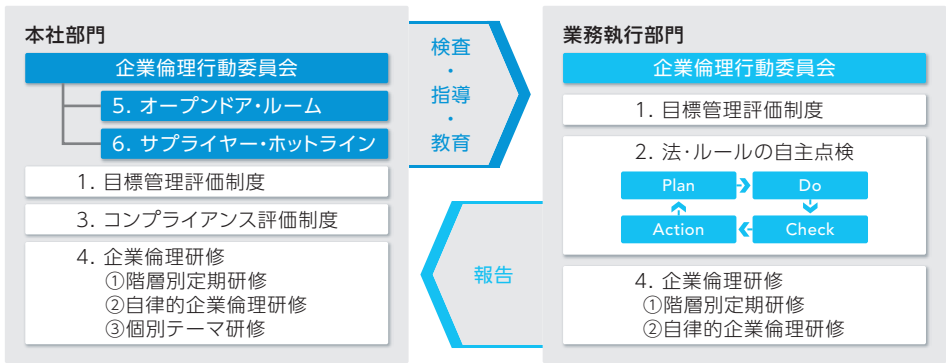 本社部門
企業倫理行動委員会
5. オープンドア・ルーム
6. サプライヤー・ホットライン
1. 目標管理評価制度
3. コンプライアンス評価制度
4. 企業倫理研修
①階層別定期研修
②自律的企業倫理研修
③個別テーマ研修
検査
・
指導
・
教育
報告
業務執行部門
企業倫理行動委員会
1. 目標管理評価制度
2. 法・ルールの自主点検
Plan
Do
Action
Check
4. 企業倫理研修
①階層別定期研修
②自律的企業倫理研修